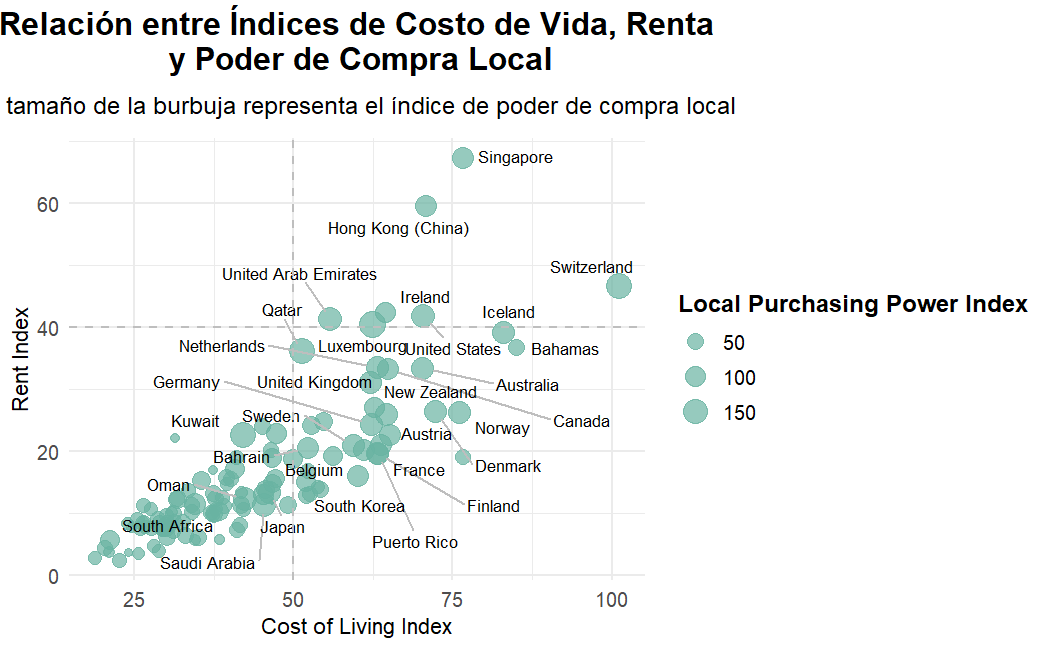 Relación entre Índices de Costo de Vida, Renta
y Poder de Compra Local
tamaño de la burbuja representa el índice de poder de compra local
Singapore
60
Hong Kong (China)
Switzerland
United Arab Emirates
Ireland
Qatar
Iceland
40
Netherlands
Luxembourg
United States
Bahamas
Germany
United Kingdom
Australia
New Zealand
Kuwait
Sweden
Canada
Norway
Austria
20
Bahrain
Belgium
France
Denmark
Oman
South Korea
Finland
South Africa
Japan
Puerto Rico
Saudi Arabia
0
25
50
75
100
Rent Index
Cost of Living Index
Local Purchasing Power Index
50
100
150